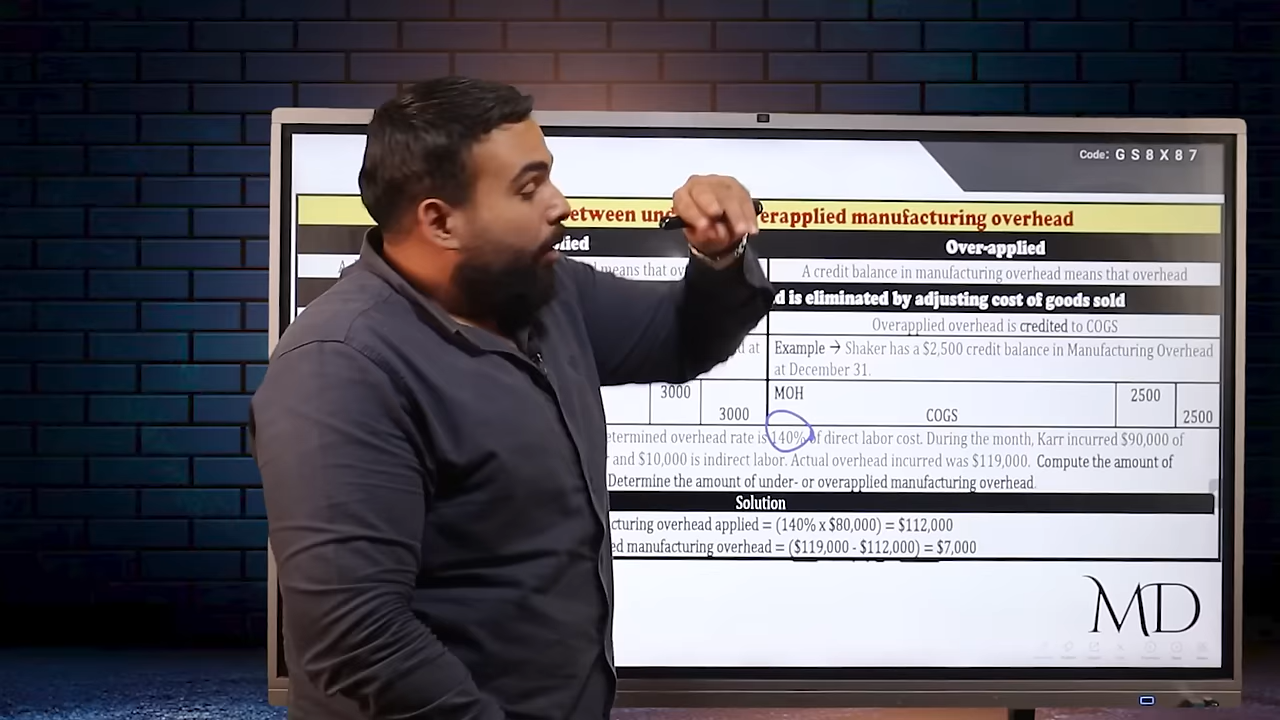 Code: G S 8 X 8 7
etween und erapplied manufacturing overhead
lied Over-applied
A means that ov A credit balance in manufacturing overhead means that overhead
d is eliminated by adjusting cost of goods sold
Overapplied overhead is credited to COGS
d at Example → Shaker has a $2,500 credit balance in Manufacturing Overhead
at December 31.
3000 MOH 2500
3000 COGS 2500
etermined overhead rate is 140% of direct labor cost. During the month, Karr incurred $90,000 of
r and $10,000 is indirect labor. Actual overhead incurred was $119,000. Compute the amount of
Determine the amount of under- or overapplied manufacturing overhead.
Solution
cturing overhead applied = (140% x $80,000) = $112,000
ed manufacturing overhead = ($119,000 - $112,000) = $7,000
MD